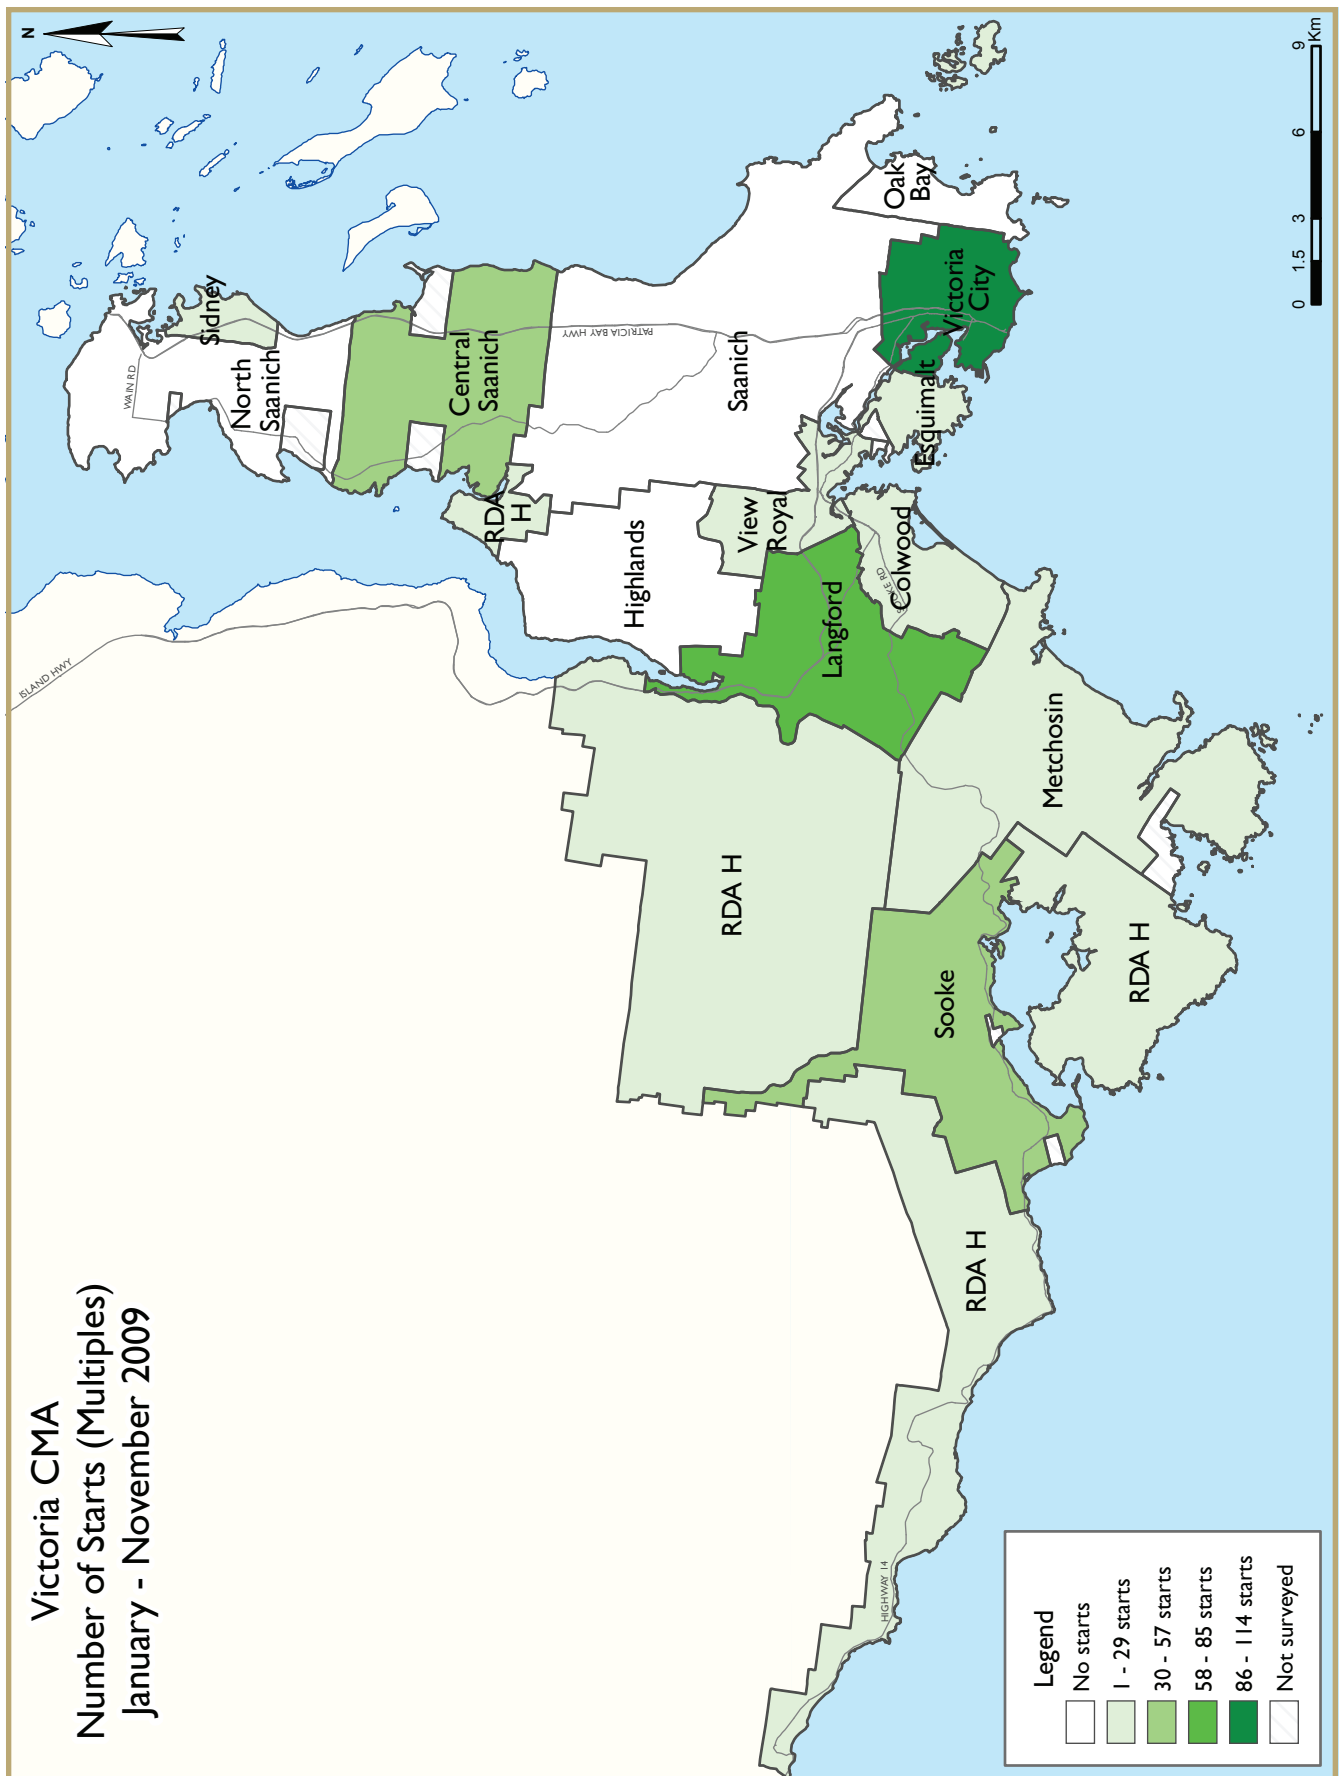 Victoria CMA
Number of Starts (Multiples)
January - November 2009
N
ISLAND HWY
WAIN RD
Sidney
North
Saanich
Central
Saanich
PATRICIA BAY HWY
RDA
H
Saanich
Highlands
View
Royal
Oak
Bay
Victoria
City
Esquimalt
Colwood
SOOKE RD
Langford
Metchosin
RDA H
Sooke
RDA H
RDA H
HIGHWAY 14
Legend
No starts
1 - 29 starts
30 - 57 starts
58 - 85 starts
86 - 114 starts
Not surveyed
0 1.5 3 6 9
Km